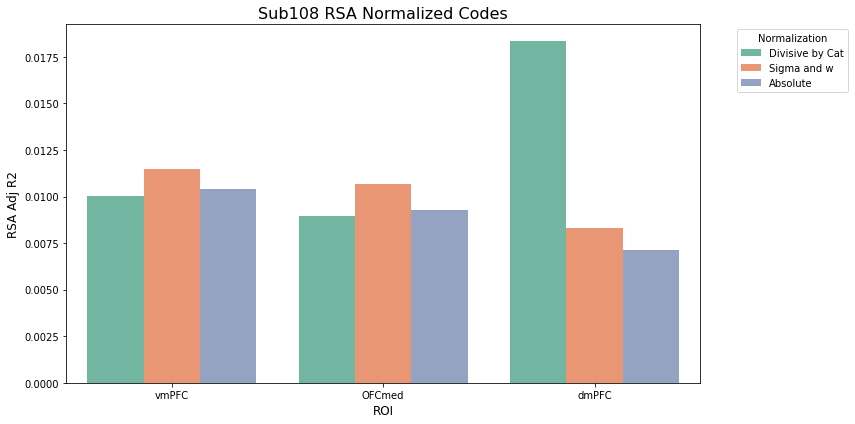 Sub108 RSA Normalized Codes
Normalization
Divisive by Cat
Sigma and w
Absolute
RSA Adj R2
0.0175
0.0150
0.0125
0.0100
0.0075
0.0050
0.0025
0.0000
vmPFC OFCmed dmPFC
ROI